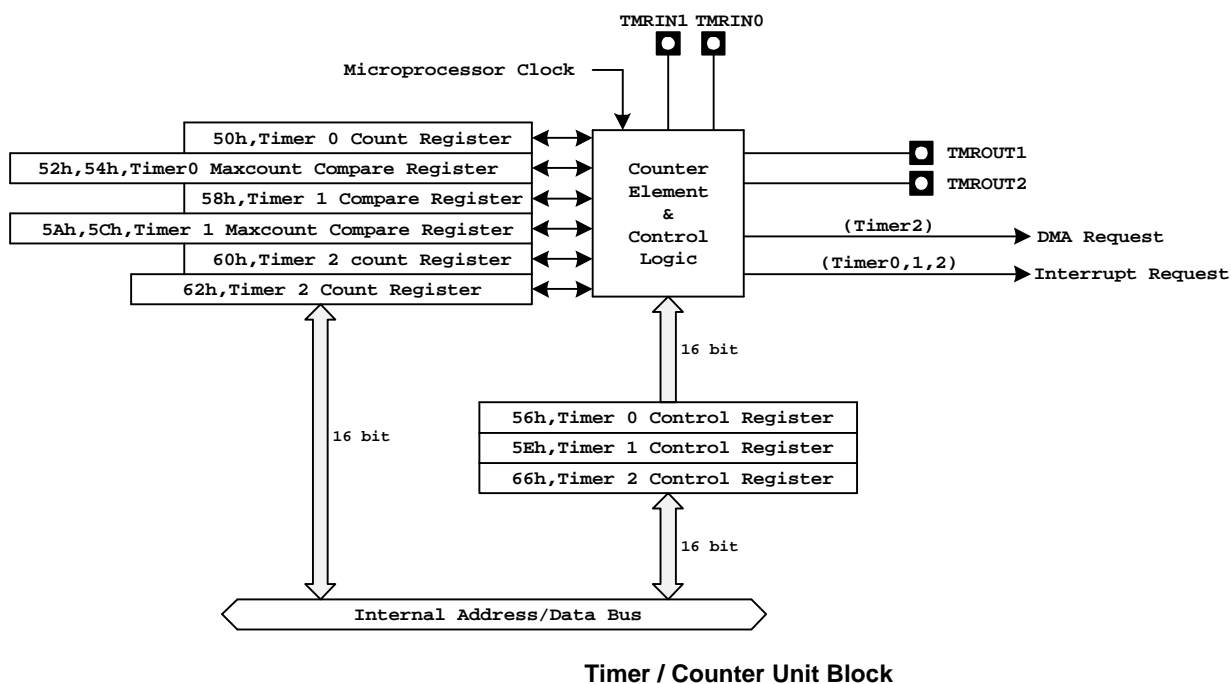 TMRIN1 TMRIN0
Microprocessor Clock
50h,Timer 0 Count Register
52h,54h,Timer0 Maxcount Compare Register
58h,Timer 1 Compare Register
5Ah,5Ch,Timer 1 Maxcount Compare Register
60h,Timer 2 count Register
62h,Timer 2 Count Register
Counter
Element
&
Control
Logic
TMROUT1
TMROUT2
(Timer2)
DMA Request
(Timer0,1,2)
Interrupt Request
16 bit
56h,Timer 0 Control Register
5Eh,Timer 1 Control Register
66h,Timer 2 Control Register
16 bit
16 bit
Internal Address/Data Bus
Timer / Counter Unit Block